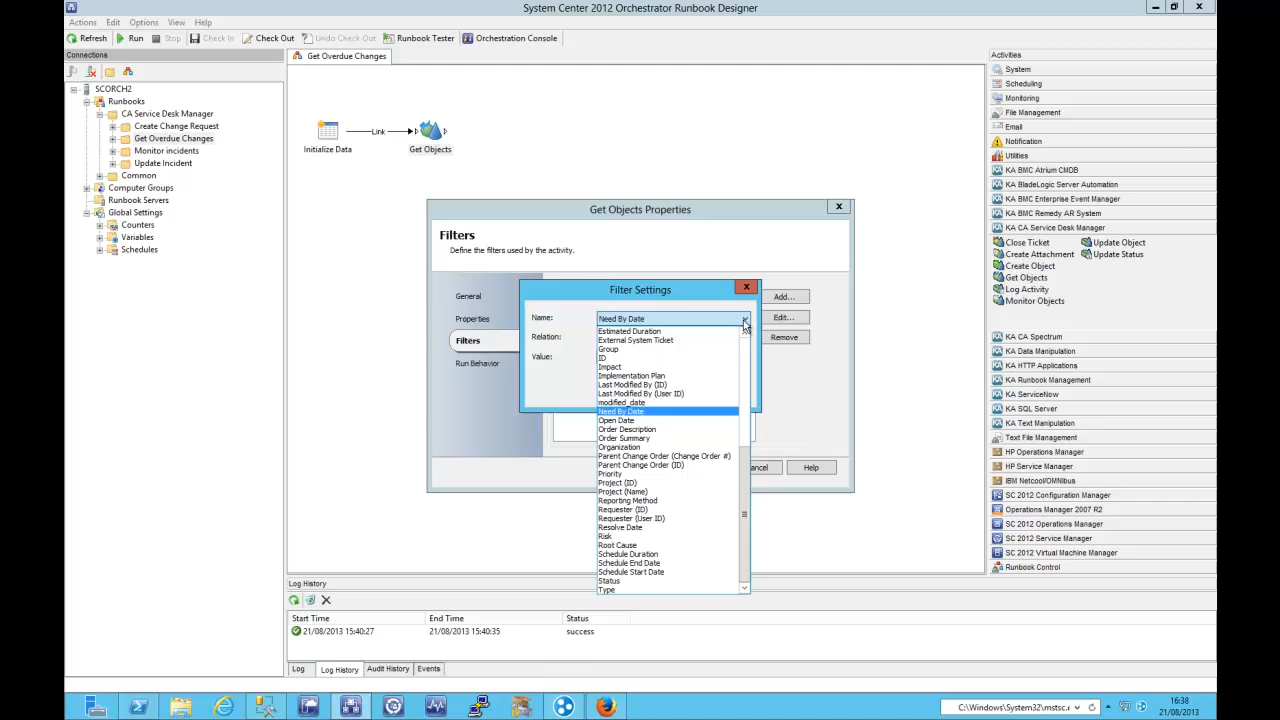 System Center 2012 Orchestrator Runbook Designer
Actions Edit Options View Help
Refresh Run Stop Check In Check Out Undo Check Out Runbook Tester Orchestration Console
Connections
SCORCH2
Runbooks
CA Service Desk Manager
Create Change Request
Get Overdue Changes
Monitor incidents
Update Incident
Common
Computer Groups
Runbook Servers
Global Settings
Counters
Variables
Schedules
Get Overdue Changes
Initialize Data
Link
Get Objects
Get Objects Properties
Filters
Define the filters used by the activity.
General
Properties
Filters
Run Behavior
Add...
Edit...
Remove
ancel
Help
Filter Settings
Name:
Need By Date
Relation:
Value:
Estimated Duration
External System Ticket
Group
ID
Impact
Implementation Plan
Last Modified By (ID)
Last Modified By (User ID)
modified_date
Need By Date
Open Date
Order Description
Order Summary
Organization
Parent Change Order (Change Order #)
Parent Change Order (ID)
Priority
Project (ID)
Project (Name)
Reporting Method
Requester (ID)
Requester (User ID)
Resolve Date
Risk
Root Cause
Schedule Duration
Schedule End Date
Schedule Start Date
Status
Type
Activities
System
Scheduling
Monitoring
File Management
Email
Notification
Utilities
KA BMC Atrium CMDB
KA BladeLogic Server Automation
KA BMC Enterprise Event Manager
KA BMC Remedy AR System
KA CA Service Desk Manager
Close Ticket Update Object
Create Attachment Update Status
Create Object
Get Objects
Log Activity
Monitor Objects
KA CA Spectrum
KA Data Manipulation
KA HTTP Activities
KA Runbook Management
KA ServiceNow
KA SQL Server
KA Text Manipulation
Text File Management
HP Operations Manager
HP Service Manager
IBM Netcool/OMNIbus
SC 2012 Configuration Manager
Operations Manager 2007 R2
SC 2012 Operations Manager
SC 2012 Service Manager
SC 2012 Virtual Machine Manager
Runbook Control
Log History
Start Time End Time Status
21/08/2013 15:40:27 21/08/2013 15:40:35 success
Log Log History Audit History Events
C:\Windows\System32\mstsc.e
16:38
21/08/2013